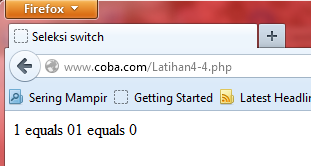 Firefox
Seleksi switch
www.coba.com/Latihan4-4.php
Sering Mampir Getting Started Latest Headlin
1 equals 01 equals 0